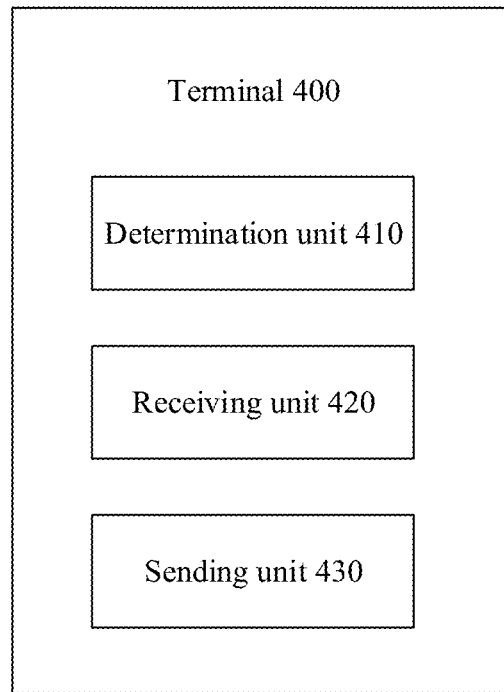 Terminal 400
Determination unit 410
Receiving unit 420
Sending unit 430